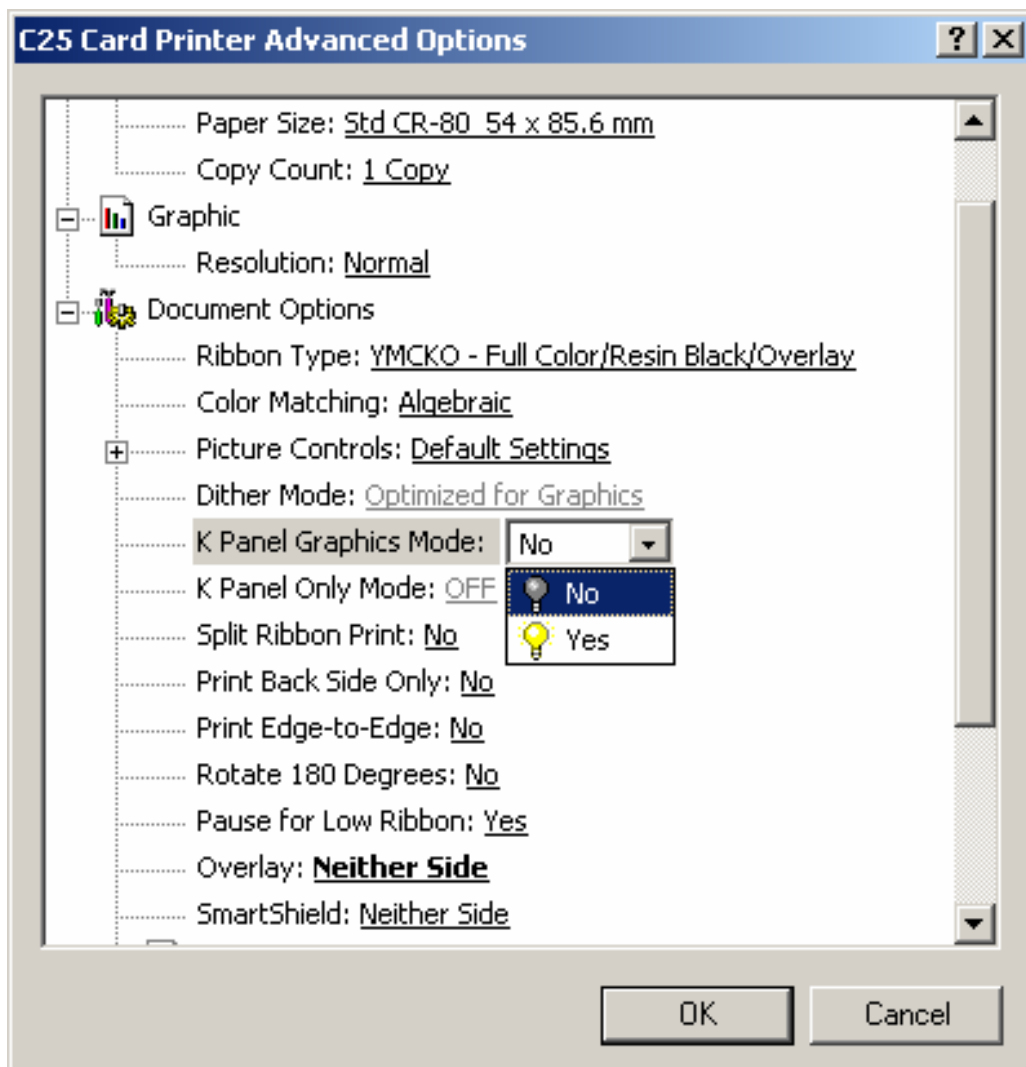 C25 Card Printer Advanced Options
Paper Size: Std CR-80 54 x 85.6 mm
Copy Count: 1 Copy
Graphic
Resolution: Normal
Document Options
Ribbon Type: YMCKO - Full Color/Resin Black/Overlay
Color Matching: Algebraic
Picture Controls: Default Settings
Dither Mode: Optimized for Graphics
K Panel Graphics Mode: No
K Panel Only Mode: OFF No
Split Ribbon Print: No Yes
Print Back Side Only: No
Print Edge-to-Edge: No
Rotate 180 Degrees: No
Pause for Low Ribbon: Yes
Overlay: Neither Side
SmartShield: Neither Side
OK Cancel